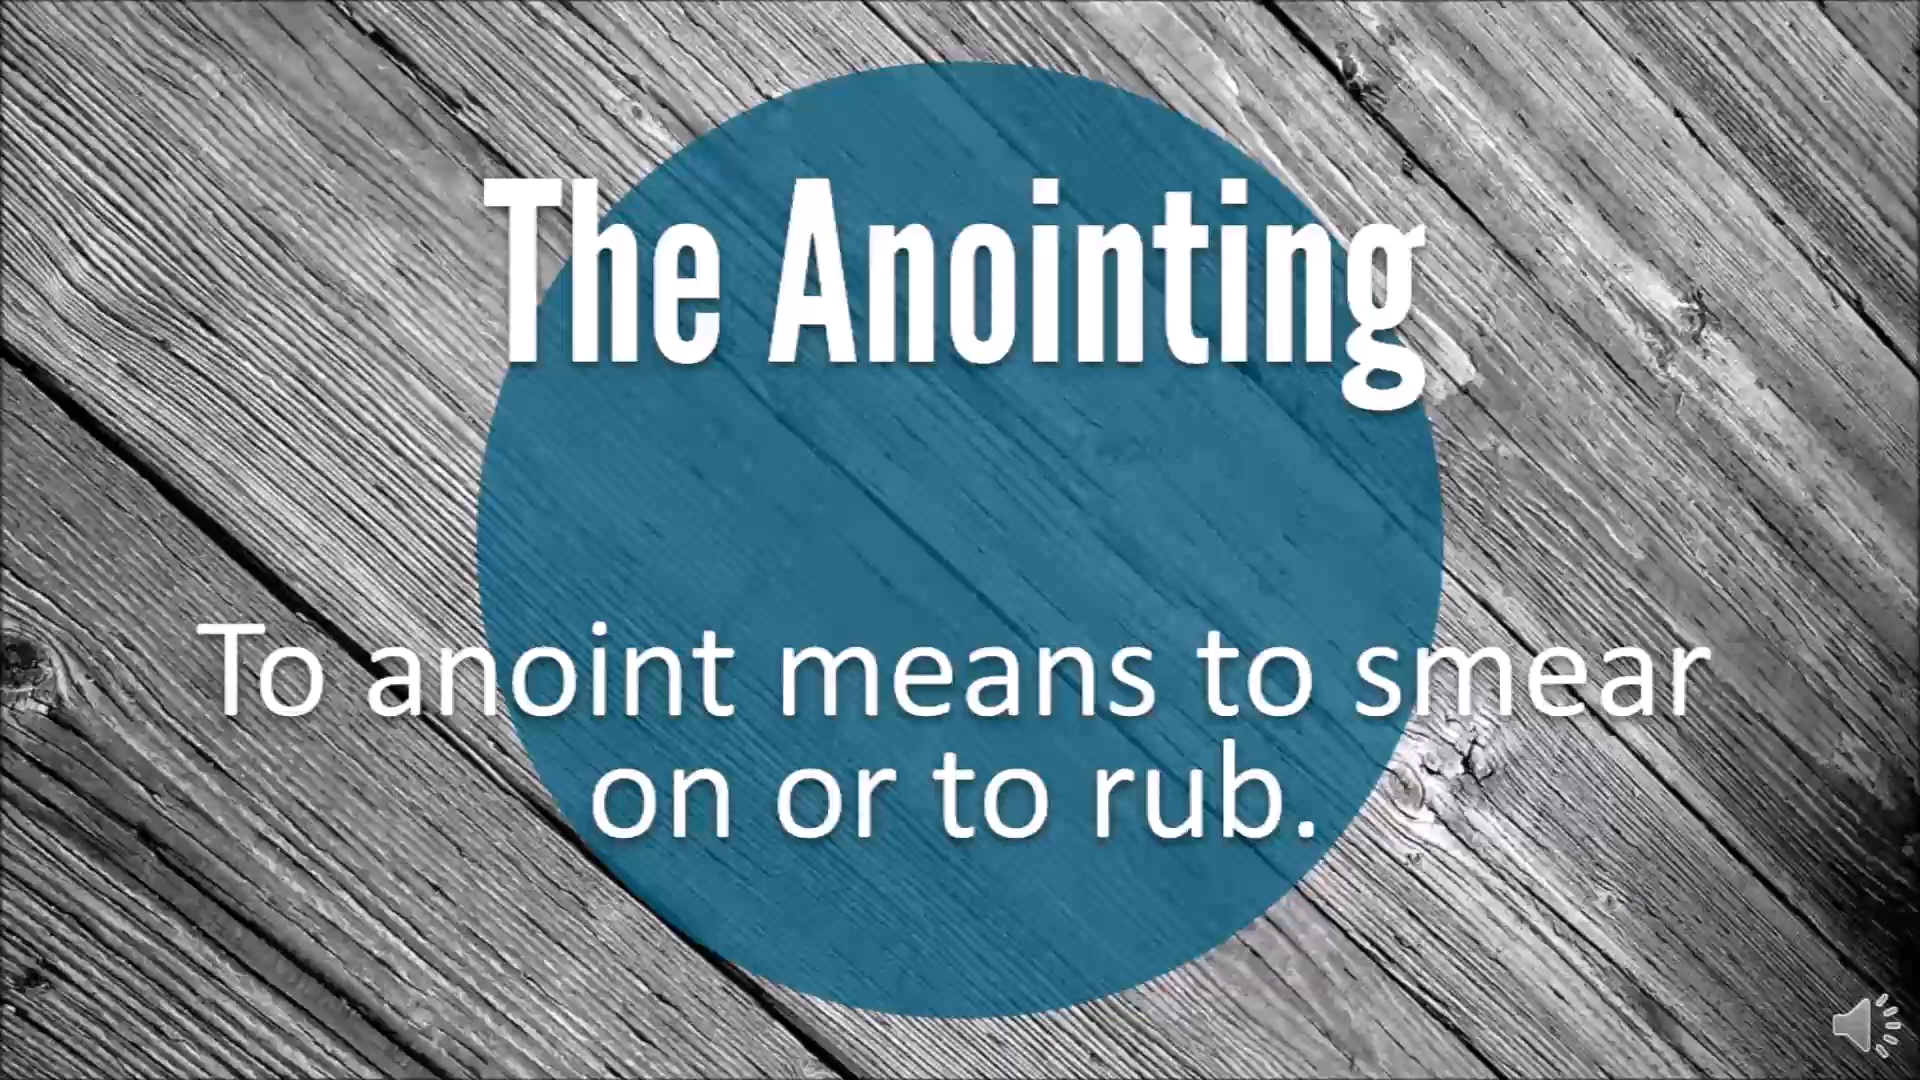 The Anointing
To anoint means to smear
on or to rub.